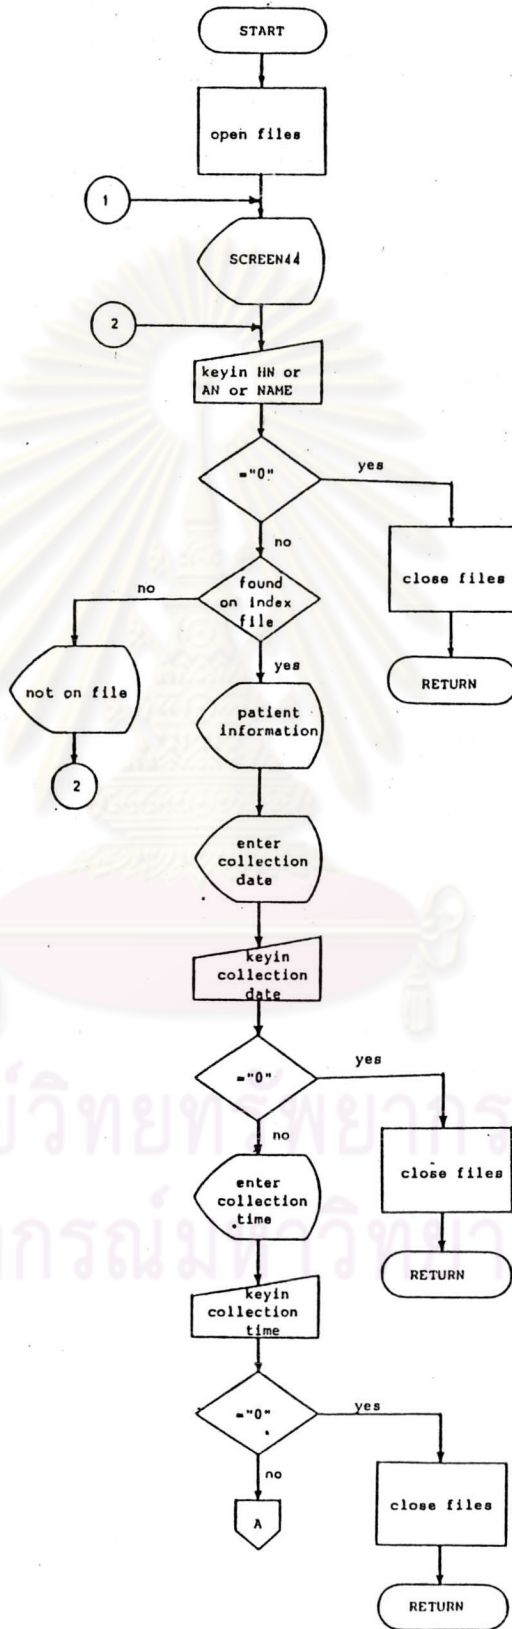 START
open files
1
SCREEN44
2
keyin HN or
AN or NAME
="0"
yes
no
close files
RETURN
found
on index
file
no
yes
not on file
2
patient
information
enter
collection
date
keyin
collection
date
="0"
yes
no
close files
RETURN
enter
collection
time
keyin
collection
time
="0"
yes
no
close files
RETURN
A